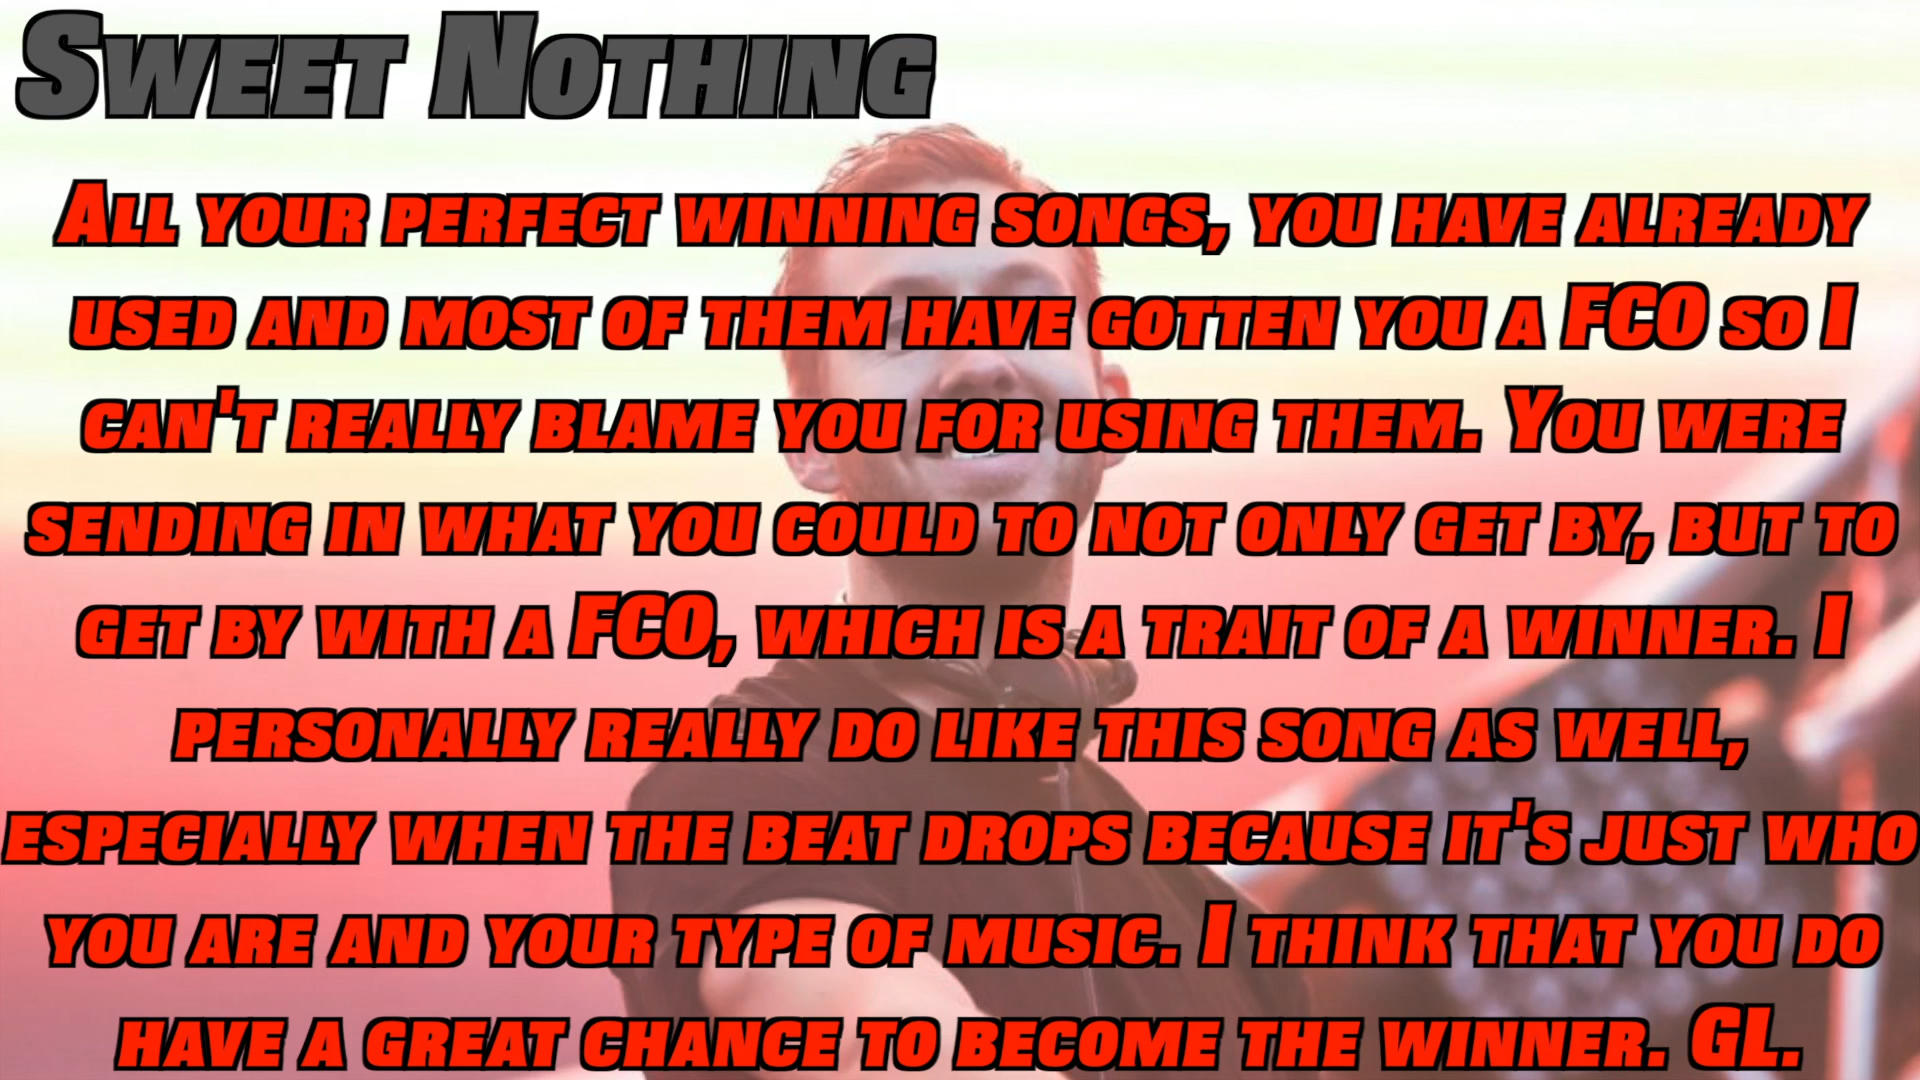 Sweet Nothing
All your perfect winning songs, you have already
used and most of them have gotten you a FCO so I
can't really blame you for using them. You were
sending in what you could to not only get by, but to
get by with a FCO, which is a trait of a winner. I
personally really do like this song as well,
especially when the beat drops because it's just who
you are and your type of music. I think that you do
have a great chance to become the winner. GL.